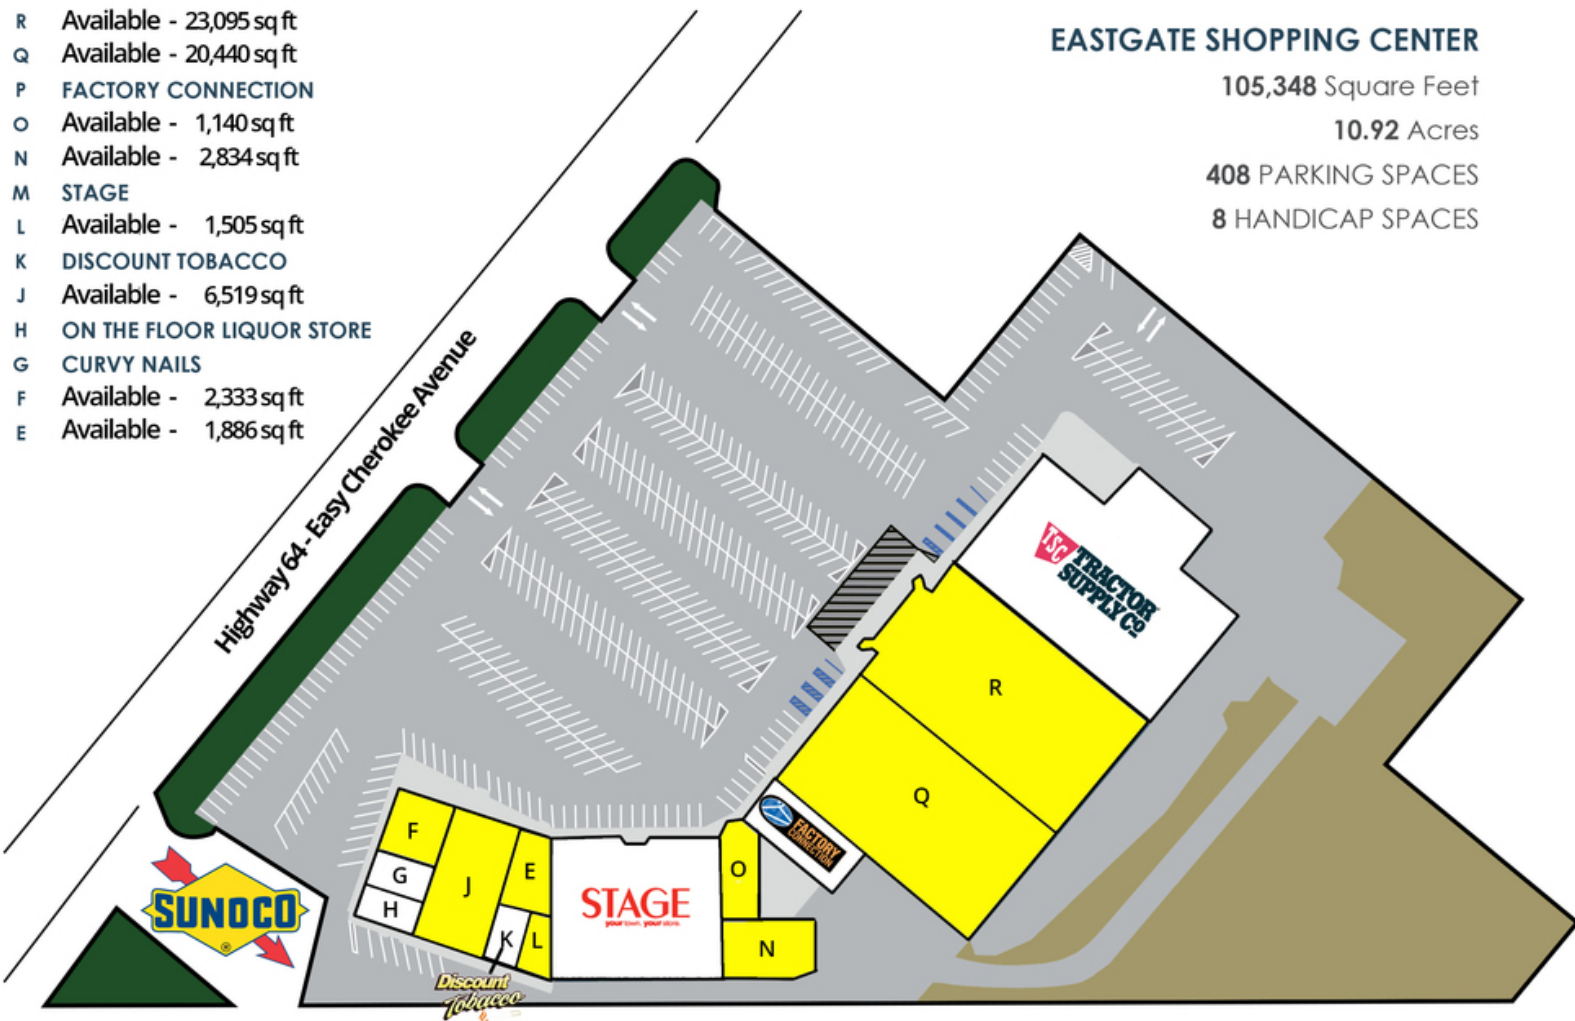 R Available - 23,095 sq ft
Q Available - 20,440 sq ft
P FACTORY CONNECTION
O Available - 1,140 sq ft
N Available - 2,834 sq ft
M STAGE
L Available - 1,505 sq ft
K DISCOUNT TOBACCO
J Available - 6,519 sq ft
H ON THE FLOOR LIQUOR STORE
G CURVY NAILS
F Available - 2,333 sq ft
E Available - 1,886 sq ft
EASTGATE SHOPPING CENTER
105,348 Square Feet
10.92 Acres
408 PARKING SPACES
8 HANDICAP SPACES
Highway 64 - Easy Cherokee Avenue
TSC TRACTOR
SUPPLY CO
R
Q
FACTORY
CONNECTION
O
N
STAGE
your town. your store.
E
L
K
J
F
G
H
Discount
Tobacco
SUNOCO
®